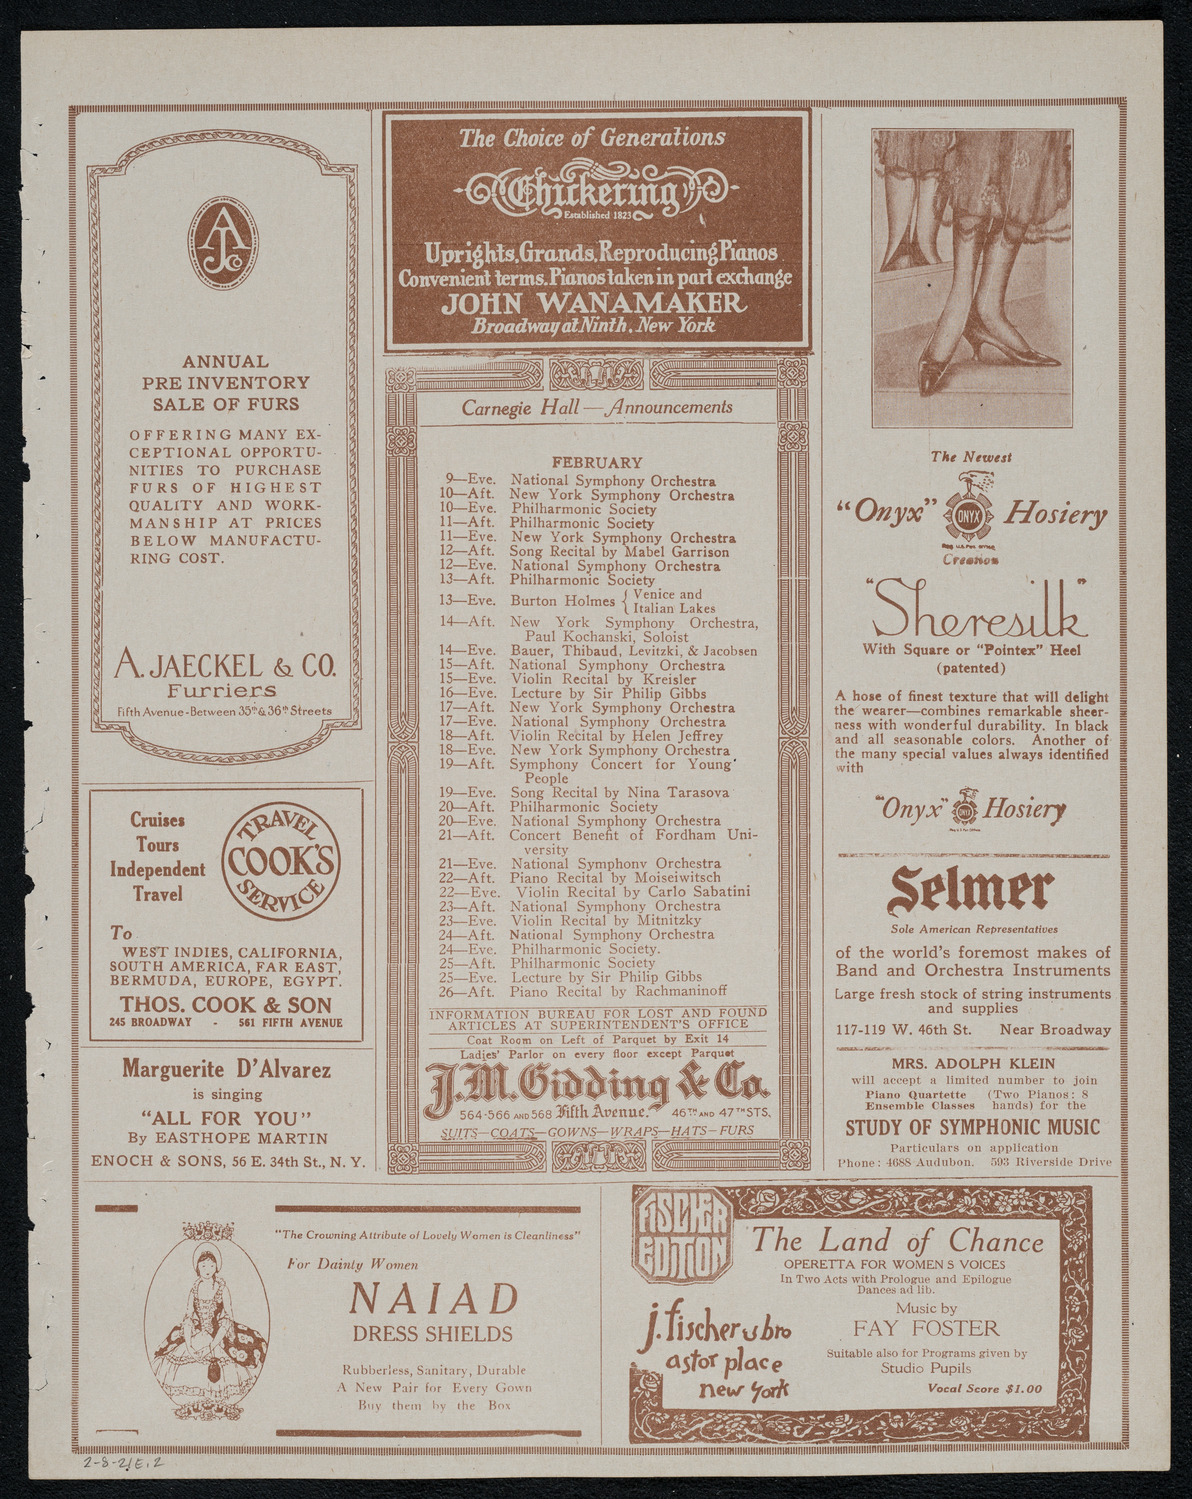 AJCo
ANNUAL
PRE INVENTORY
SALE OF FURS
OFFERING MANY EX-
CEPTIONAL OPPORTU-
NITIES TO PURCHASE
FURS OF HIGHEST
QUALITY AND WORK-
MANSHIP AT PRICES
BELOW MANUFACTU-
RING COST.
A. JAECKEL & CO.
Furriers
Fifth Avenue-Between 35th & 36th Streets
Cruises
Tours
Independent
Travel
TRAVEL
COOK'S
SERVICE
To
WEST INDIES, CALIFORNIA,
SOUTH AMERICA, FAR EAST,
BERMUDA, EUROPE, EGYPT.
THOS. COOK & SON
245 BROADWAY - 561 FIFTH AVENUE
Marguerite D'Alvarez
is singing
"ALL FOR YOU"
By EASTHOPE MARTIN
ENOCH & SONS, 56 E. 34th St., N. Y.
The Choice of Generations
Chickering
Established 1823
Uprights, Grands, Reproducing Pianos
Convenient terms. Pianos taken in part exchange
JOHN WANAMAKER
Broadway at Ninth, New York
Carnegie Hall—Announcements
FEBRUARY
9—Eve. National Symphony Orchestra
10—Aft. New York Symphony Orchestra
10—Eve. Philharmonic Society
11—Aft. Philharmonic Society
11—Eve. New York Symphony Orchestra
12—Aft. Song Recital by Mabel Garrison
12—Eve. National Symphony Orchestra
13—Aft. Philharmonic Society
13—Eve. Burton Holmes { Venice and
Italian Lakes
14—Aft. New York Symphony Orchestra,
Paul Kochanski, Soloist
14—Eve. Bauer, Thibaud, Levitzki, & Jacobsen
15—Aft. National Symphony Orchestra
15—Eve. Violin Recital by Kreisler
16—Eve. Lecture by Sir Philip Gibbs
17—Aft. New York Symphony Orchestra
17—Eve. National Symphony Orchestra
18—Aft. Violin Recital by Helen Jeffrey
18—Eve. New York Symphony Orchestra
19—Aft. Symphony Concert for Young
People
19—Eve. Song Recital by Nina Tarasova
20—Aft. Philharmonic Society
20—Eve. National Symphony Orchestra
21—Aft. Concert Benefit of Fordham Uni-
versity
21—Eve. National Symphony Orchestra
22—Aft. Piano Recital by Moiseiwitsch
22—Eve. Violin Recital by Carlo Sabatini
23—Aft. National Symphony Orchestra
23—Eve. Violin Recital by Mitnitzky
24—Aft. National Symphony Orchestra
24—Eve. Philharmonic Society.
25—Aft. Philharmonic Society
25—Eve. Lecture by Sir Philip Gibbs
26—Aft. Piano Recital by Rachmaninoff
INFORMATION BUREAU FOR LOST AND FOUND
ARTICLES AT SUPERINTENDENT'S OFFICE
Coat Room on Left of Parquet by Exit 14
Ladies' Parlor on every floor except Parquet
J.M. Gidding & Co.
564-566 AND 568 Fifth Avenue. 46TH AND 47TH STS.
SUITS—COATS—GOWNS—WRAPS—HATS—FURS
The Newest
"Onyx" ONYX Hosiery
Creation
"Sheresilk"
With Square or "Pointex" Heel
(patented)
A hose of finest texture that will delight
the wearer—combines remarkable sheer-
ness with wonderful durability. In black
and all seasonable colors. Another of
the many special values always identified
with
"Onyx" Hosiery
Selmer
Sole American Representatives
of the world's foremost makes of
Band and Orchestra Instruments
Large fresh stock of string instruments
and supplies
117-119 W. 46th St. Near Broadway
MRS. ADOLPH KLEIN
will accept a limited number to join
Piano Quartette (Two Pianos: 8
Ensemble Classes hands) for the
STUDY OF SYMPHONIC MUSIC
Particulars on application
Phone: 4688 Audubon. 593 Riverside Drive
"The Crowning Attribute of Lovely Women is Cleanliness"
For Dainty Women
NAIAD
DRESS SHIELDS
Rubberless, Sanitary, Durable
A New Pair for Every Gown
Buy them by the Box
FISCHER
EDITION
The Land of Chance
OPERETTA FOR WOMENS VOICES
In Two Acts with Prologue and Epilogue
Dances ad lib.
Music by
FAY FOSTER
Suitable also for Programs given by
Studio Pupils
Vocal Score $1.00
j. fischer & bro
astor place
new york
2-8-21E.2